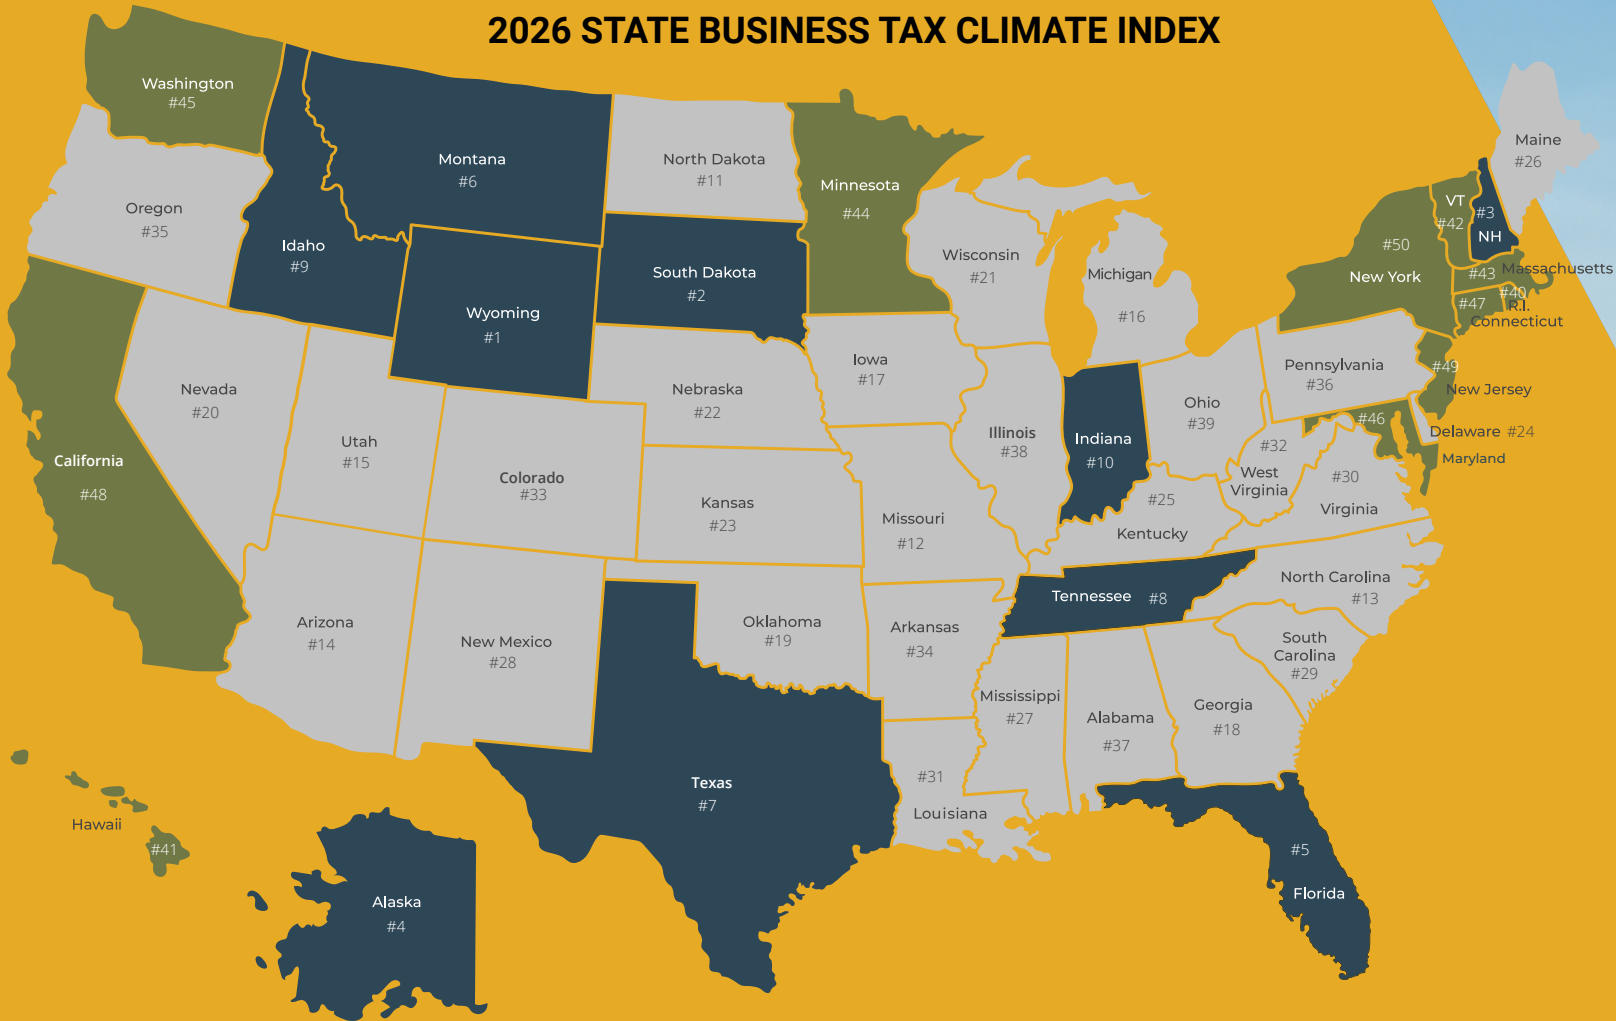 2026 STATE BUSINESS TAX CLIMATE INDEX
Washington
#45
Montana
#6
North Dakota
#11
Minnesota
#44
Maine
#26
Oregon
#35
Idaho
#9
South Dakota
#2
Wyoming
#1
Wisconsin
#21
Michigan
#16
#50
New York
VT
#42
#3
NH
#43
Massachusetts
#40
R.I.
#47
Connecticut
Nevada
#20
Utah
#15
Nebraska
#22
Iowa
#17
Illinois
#38
Indiana
#10
Ohio
#39
Pennsylvania
#36
#49
New Jersey
Delaware #24
#46
Maryland
California
#48
Colorado
#33
Kansas
#23
Missouri
#12
#25
Kentucky
#32
West
Virginia
#30
Virginia
Arizona
#14
New Mexico
#28
Oklahoma
#19
Arkansas
#34
Tennessee #8
North Carolina
#13
South
Carolina
#29
Mississippi
#27
Alabama
#37
Georgia
#18
Texas
#7
#31
Louisiana
#5
Florida
Hawaii
#41
Alaska
#4